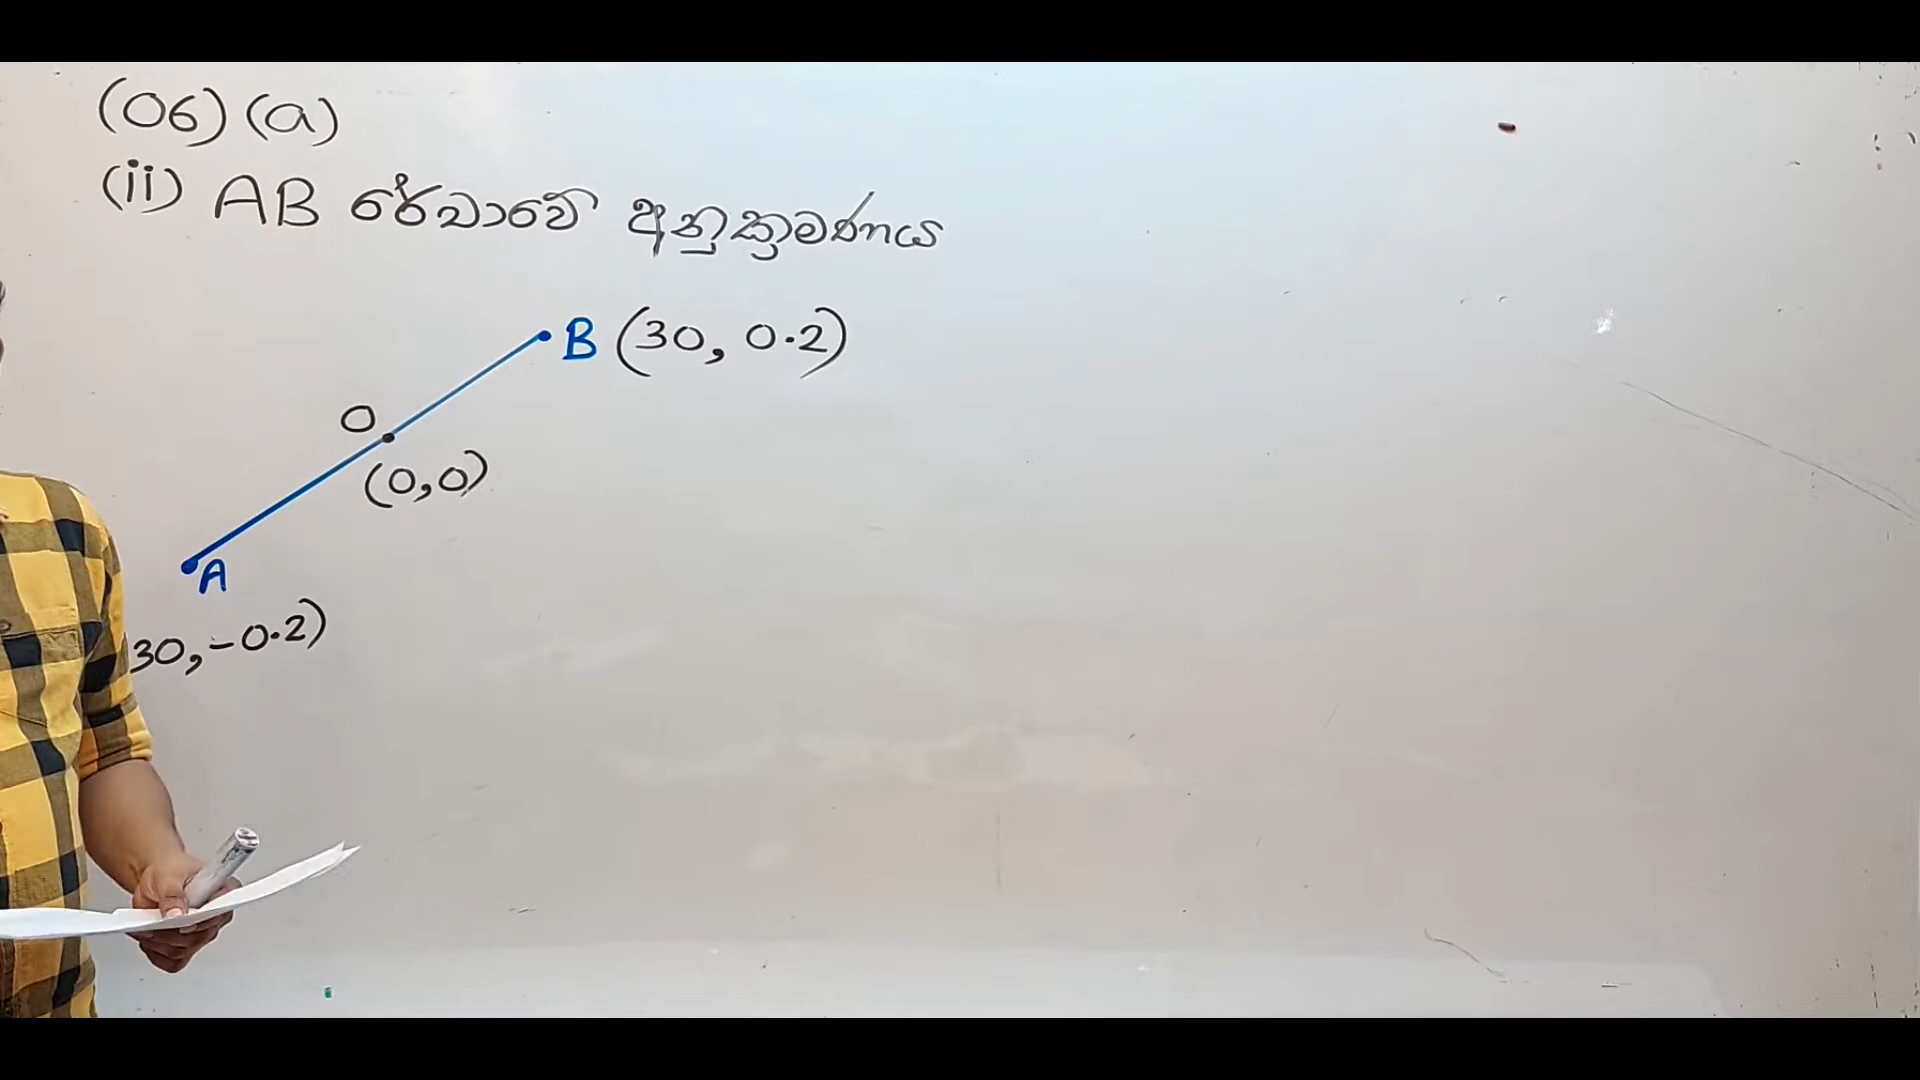 (06) (a)
(ii) AB රේඛාවේ අනුක්‍රමණය
B (30, 0.2)
O
(0,0)
A
30, -0.2)